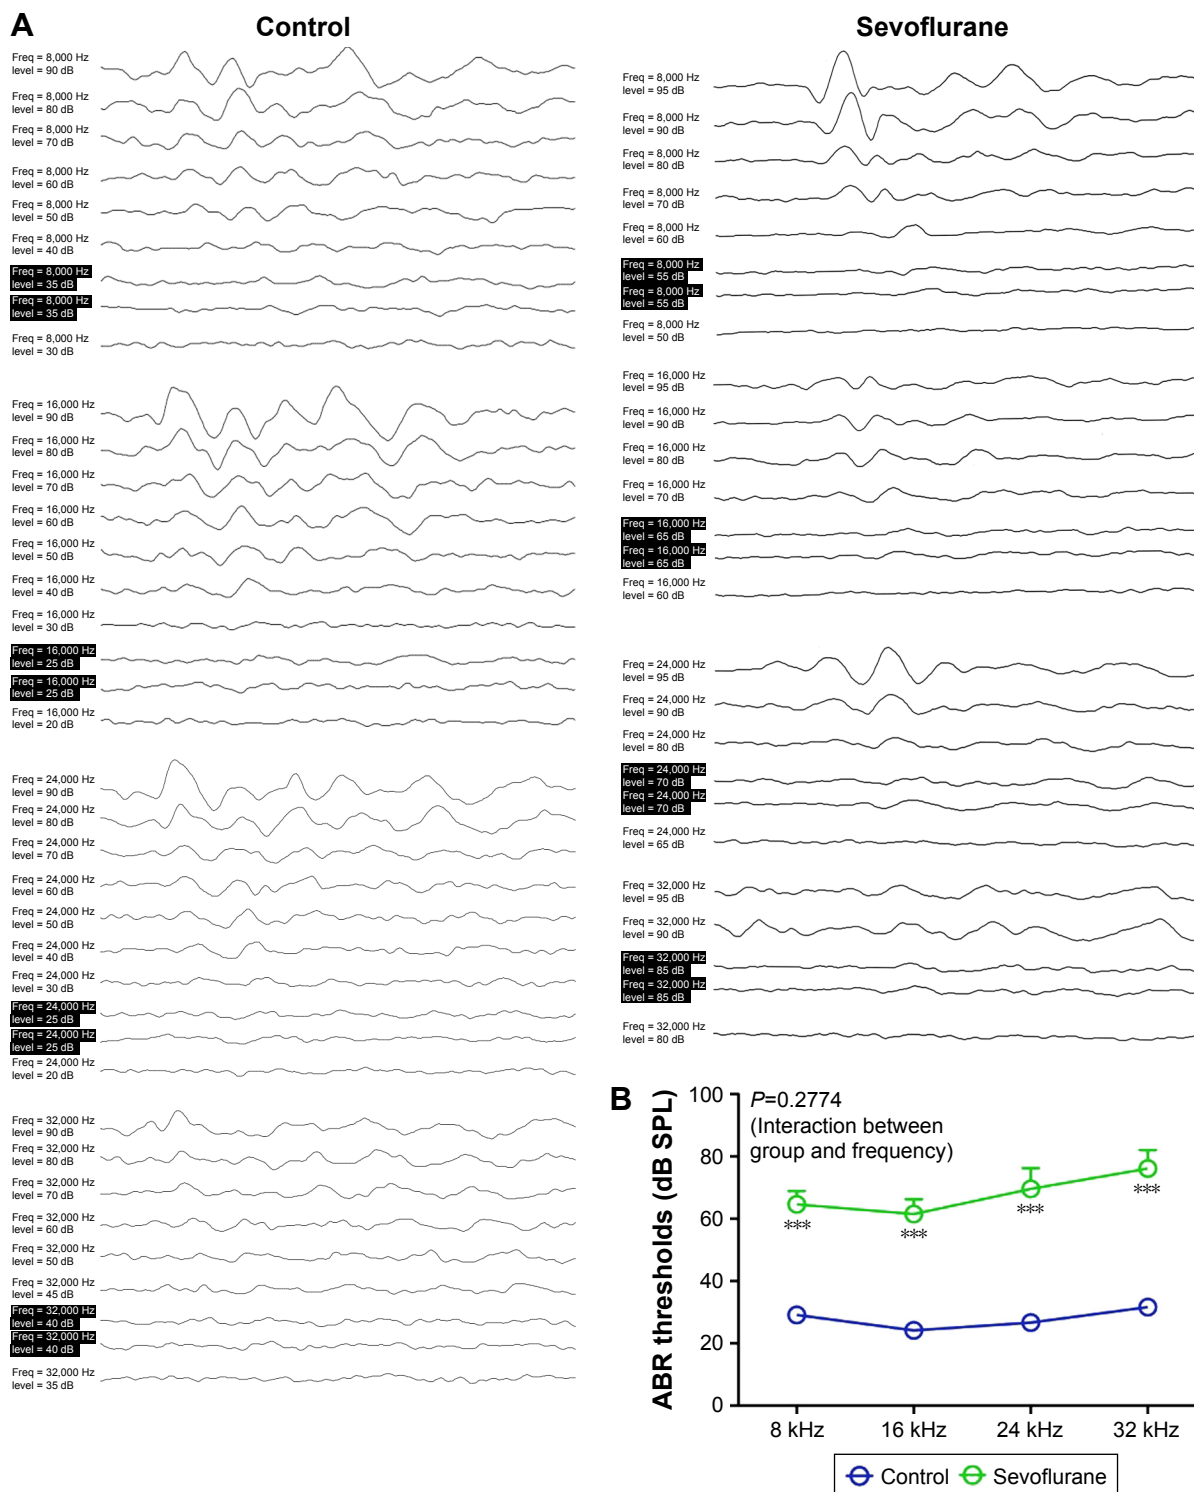 A
Control
Freq = 8,000 Hz
level = 90 dB
Freq = 8,000 Hz
level = 80 dB
Freq = 8,000 Hz
level = 70 dB
Freq = 8,000 Hz
level = 60 dB
Freq = 8,000 Hz
level = 50 dB
Freq = 8,000 Hz
level = 40 dB
Freq = 8,000 Hz
level = 35 dB
Freq = 8,000 Hz
level = 35 dB
Freq = 8,000 Hz
level = 30 dB
Freq = 16,000 Hz
level = 90 dB
Freq = 16,000 Hz
level = 80 dB
Freq = 16,000 Hz
level = 70 dB
Freq = 16,000 Hz
level = 60 dB
Freq = 16,000 Hz
level = 50 dB
Freq = 16,000 Hz
level = 40 dB
Freq = 16,000 Hz
level = 30 dB
Freq = 16,000 Hz
level = 25 dB
Freq = 16,000 Hz
level = 25 dB
Freq = 16,000 Hz
level = 20 dB
Freq = 24,000 Hz
level = 90 dB
Freq = 24,000 Hz
level = 80 dB
Freq = 24,000 Hz
level = 70 dB
Freq = 24,000 Hz
level = 60 dB
Freq = 24,000 Hz
level = 50 dB
Freq = 24,000 Hz
level = 40 dB
Freq = 24,000 Hz
level = 30 dB
Freq = 24,000 Hz
level = 25 dB
Freq = 24,000 Hz
level = 25 dB
Freq = 24,000 Hz
level = 20 dB
Freq = 32,000 Hz
level = 90 dB
Freq = 32,000 Hz
level = 80 dB
Freq = 32,000 Hz
level = 70 dB
Freq = 32,000 Hz
level = 60 dB
Freq = 32,000 Hz
level = 50 dB
Freq = 32,000 Hz
level = 45 dB
Freq = 32,000 Hz
level = 40 dB
Freq = 32,000 Hz
level = 40 dB
Freq = 32,000 Hz
level = 35 dB
Sevoflurane
Freq = 8,000 Hz
level = 95 dB
Freq = 8,000 Hz
level = 90 dB
Freq = 8,000 Hz
level = 80 dB
Freq = 8,000 Hz
level = 70 dB
Freq = 8,000 Hz
level = 60 dB
Freq = 8,000 Hz
level = 55 dB
Freq = 8,000 Hz
level = 55 dB
Freq = 8,000 Hz
level = 50 dB
Freq = 16,000 Hz
level = 95 dB
Freq = 16,000 Hz
level = 90 dB
Freq = 16,000 Hz
level = 80 dB
Freq = 16,000 Hz
level = 70 dB
Freq = 16,000 Hz
level = 65 dB
Freq = 16,000 Hz
level = 65 dB
Freq = 16,000 Hz
level = 60 dB
Freq = 24,000 Hz
level = 95 dB
Freq = 24,000 Hz
level = 90 dB
Freq = 24,000 Hz
level = 80 dB
Freq = 24,000 Hz
level = 70 dB
Freq = 24,000 Hz
level = 70 dB
Freq = 24,000 Hz
level = 65 dB
Freq = 32,000 Hz
level = 95 dB
Freq = 32,000 Hz
level = 90 dB
Freq = 32,000 Hz
level = 85 dB
Freq = 32,000 Hz
level = 85 dB
Freq = 32,000 Hz
level = 80 dB
B
ABR thresholds (dB SPL)
100
80
60
40
20
0
P=0.2774
(Interaction between
group and frequency)
***
***
***
***
8 kHz 16 kHz 24 kHz 32 kHz
Control Sevoflurane